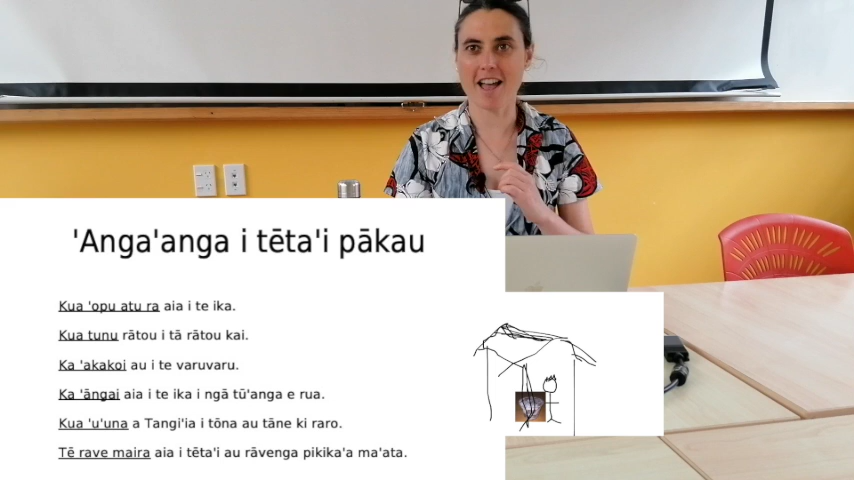 'Anga'anga i tēta'i pākau
Kua 'opu atu ra aia i te ika.
Kua tunu rātou i tā rātou kai.
Ka 'akakoi au i te varuvaru.
Ka 'āngai aia i te ika i ngā tū'anga e rua.
Kua 'u'una a Tangi'ia i tōna au tāne ki raro.
Tē rave maira aia i tēta'i au rāvenga pikika'a ma'ata.